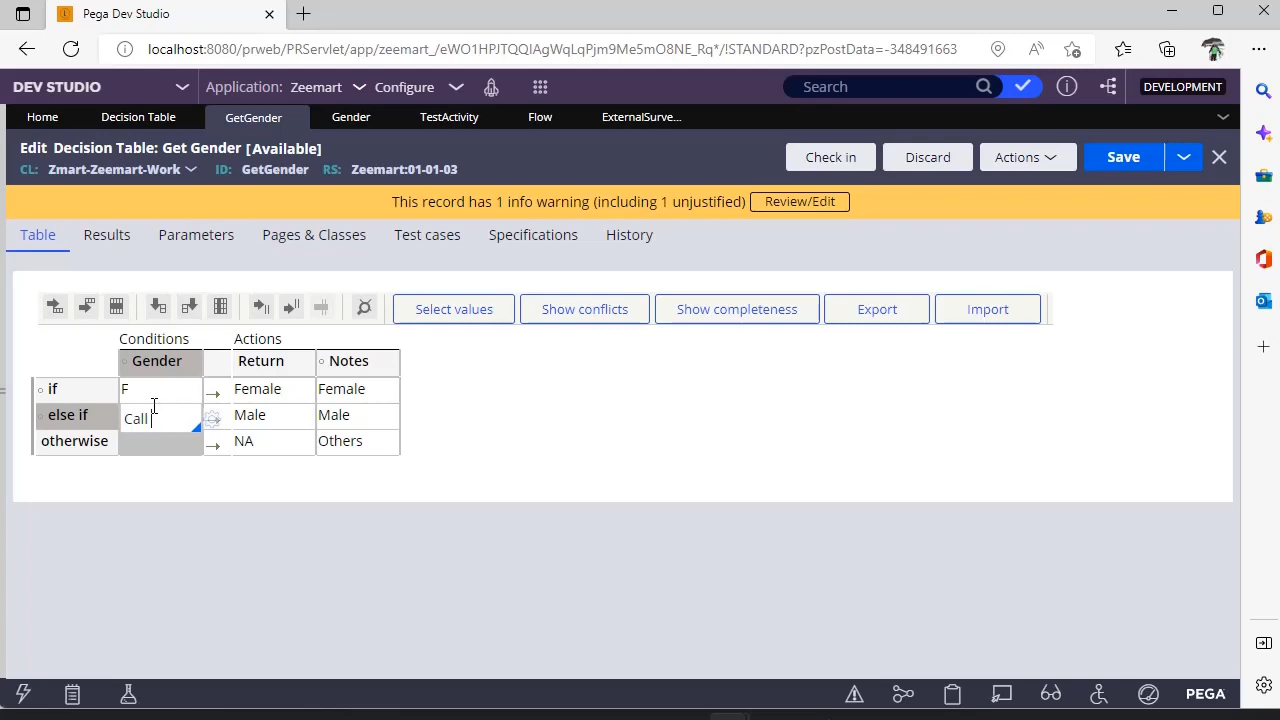 Pega Dev Studio
localhost:8080/prweb/PRServlet/app/zeemart_/eWO1HPJTQQIAgWqLqPjm9Me5mO8NE_Rq*/!STANDARD?pzPostData=-348491663
DEV STUDIO Application: Zeemart Configure Search DEVELOPMENT
Home Decision Table GetGender Gender TestActivity Flow ExternalSurve...
Edit Decision Table: Get Gender [Available]
CL: Zmart-Zeemart-Work ID: GetGender RS: Zeemart:01-01-03
Check in Discard Actions Save
This record has 1 info warning (including 1 unjustified) Review/Edit
Table Results Parameters Pages & Classes Test cases Specifications History
Select values Show conflicts Show completeness Export Import
Conditions Actions
Gender Return Notes
if F Female Female
else if Call Male Male
otherwise NA Others
PEGA